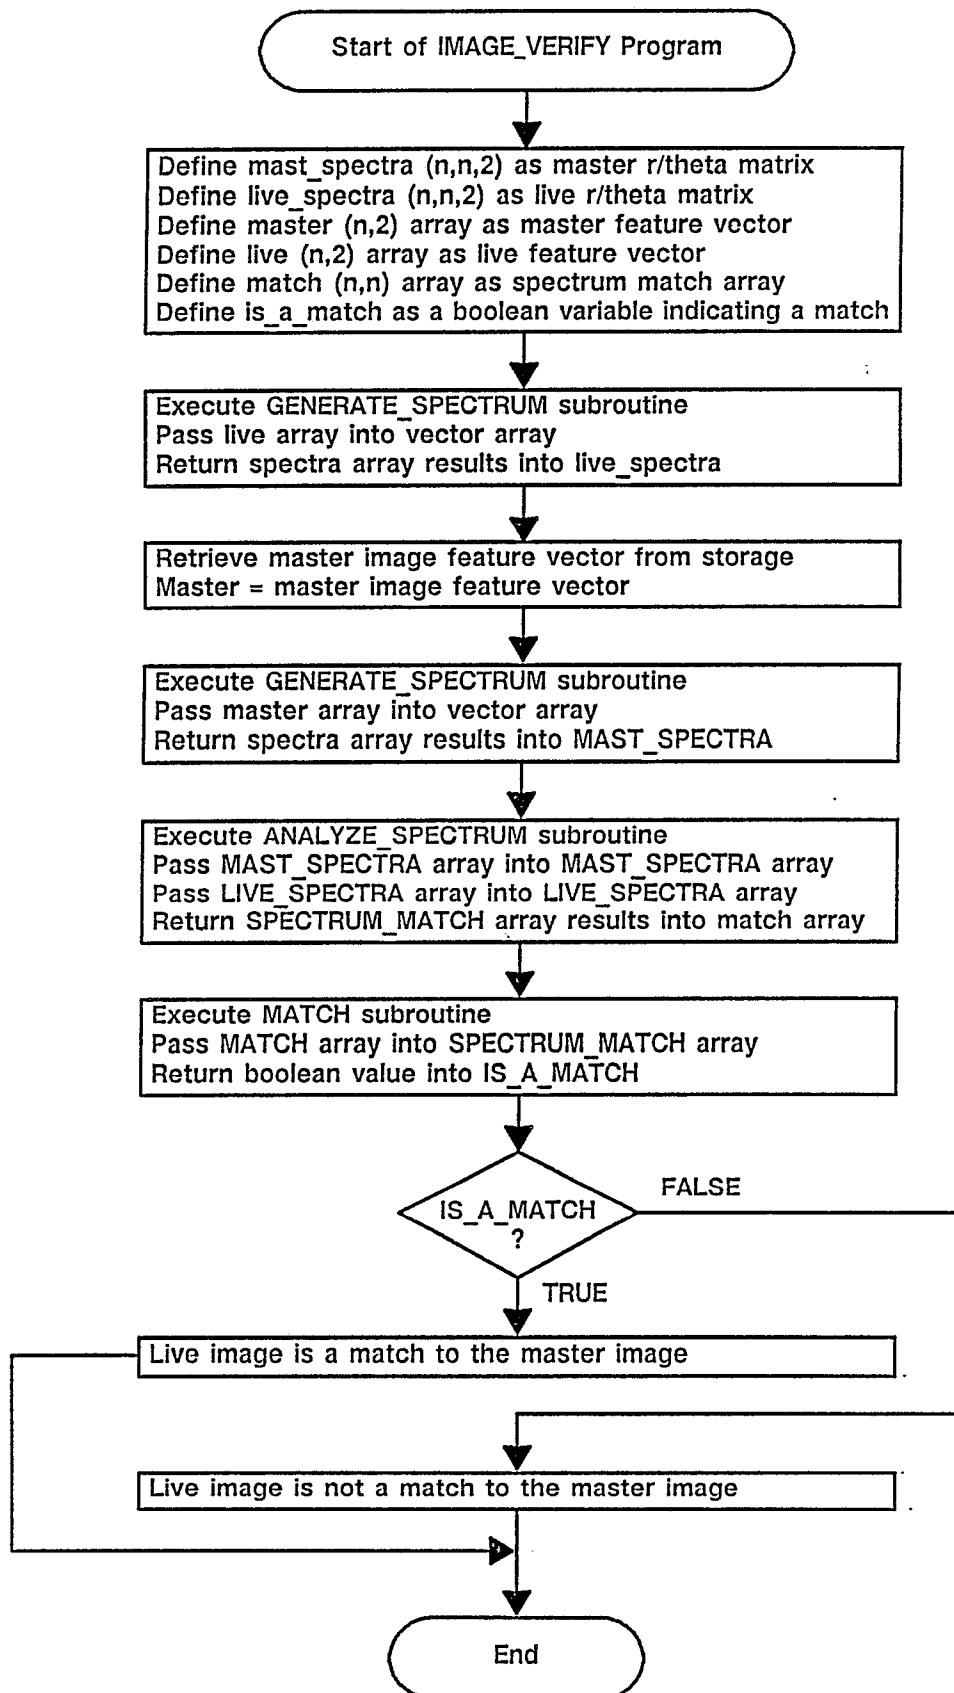 Start of IMAGE_VERIFY Program
Define mast_spectra (n,n,2) as master r/theta matrix
Define live_spectra (n,n,2) as live r/theta matrix
Define master (n,2) array as master feature vector
Define live (n,2) array as live feature vector
Define match (n,n) array as spectrum match array
Define is_a_match as a boolean variable indicating a match
Execute GENERATE_SPECTRUM subroutine
Pass live array into vector array
Return spectra array results into live_spectra
Retrieve master image feature vector from storage
Master = master image feature vector
Execute GENERATE_SPECTRUM subroutine
Pass master array into vector array
Return spectra array results into MAST_SPECTRA
Execute ANALYZE_SPECTRUM subroutine
Pass MAST_SPECTRA array into MAST_SPECTRA array
Pass LIVE_SPECTRA array into LIVE_SPECTRA array
Return SPECTRUM_MATCH array results into match array
Execute MATCH subroutine
Pass MATCH array into SPECTRUM_MATCH array
Return boolean value into IS_A_MATCH
FALSE
IS_A_MATCH
?
TRUE
Live image is a match to the master image
Live image is not a match to the master image
End